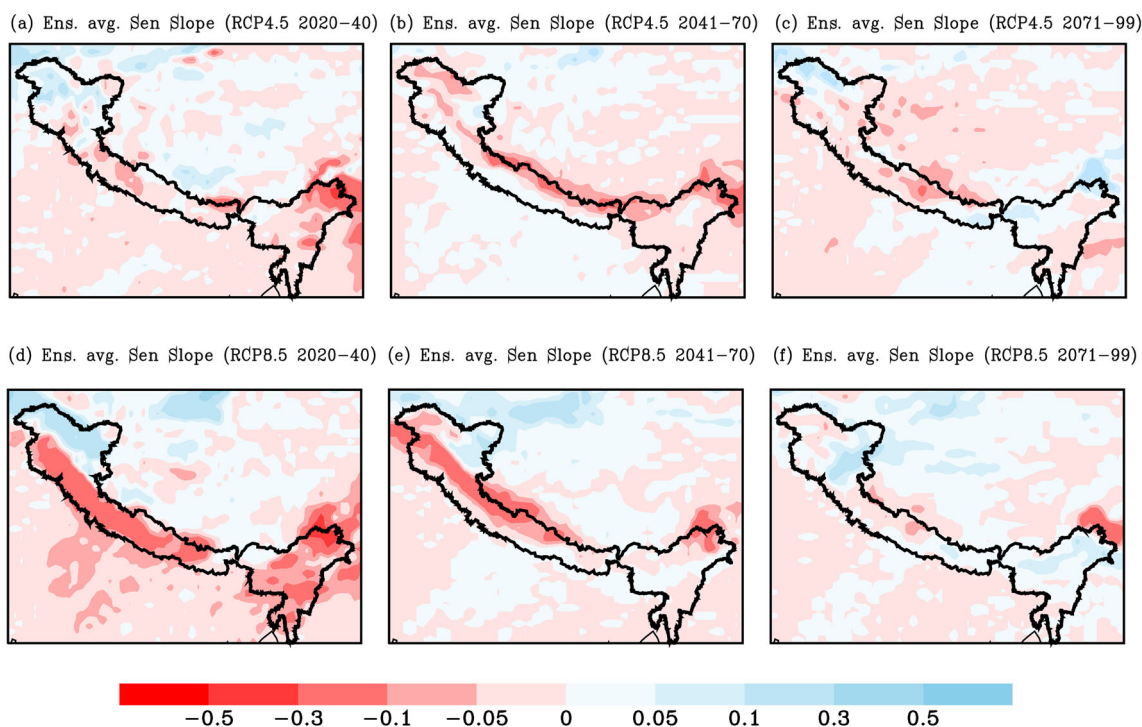 (a) Ens. avg. Sen Slope (RCP4.5 2020−40)
(b) Ens. avg. Sen Slope (RCP4.5 2041−70)
(c) Ens. avg. Sen Slope (RCP4.5 2071−99)
(d) Ens. avg. Sen Slope (RCP8.5 2020−40)
(e) Ens. avg. Sen Slope (RCP8.5 2041−70)
(f) Ens. avg. Sen Slope (RCP8.5 2071−99)
−0.5 −0.3 −0.1 −0.05 0 0.05 0.1 0.3 0.5